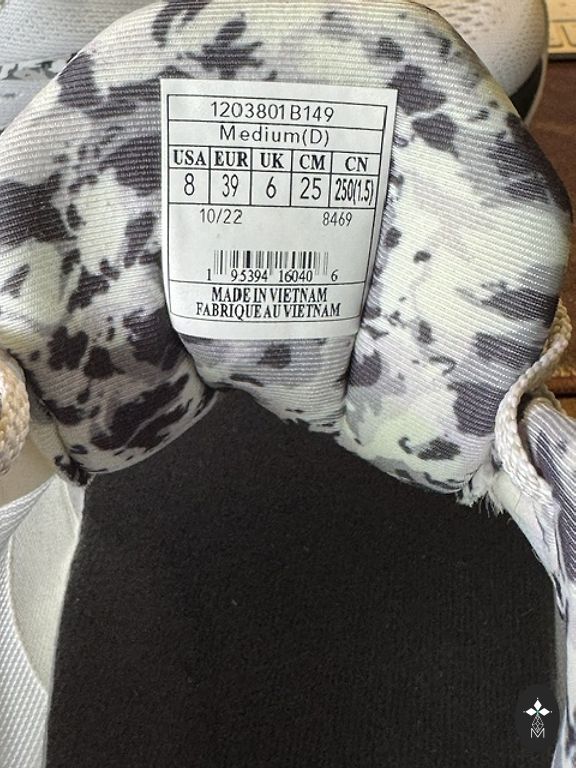 1203801B149
Medium(D)
USA EUR UK CM CN
8 39 6 25 250(1.5)
10/22 8469
1 95394 16040 6
MADE IN VIETNAM
FABRIQUE AU VIETNAM
M